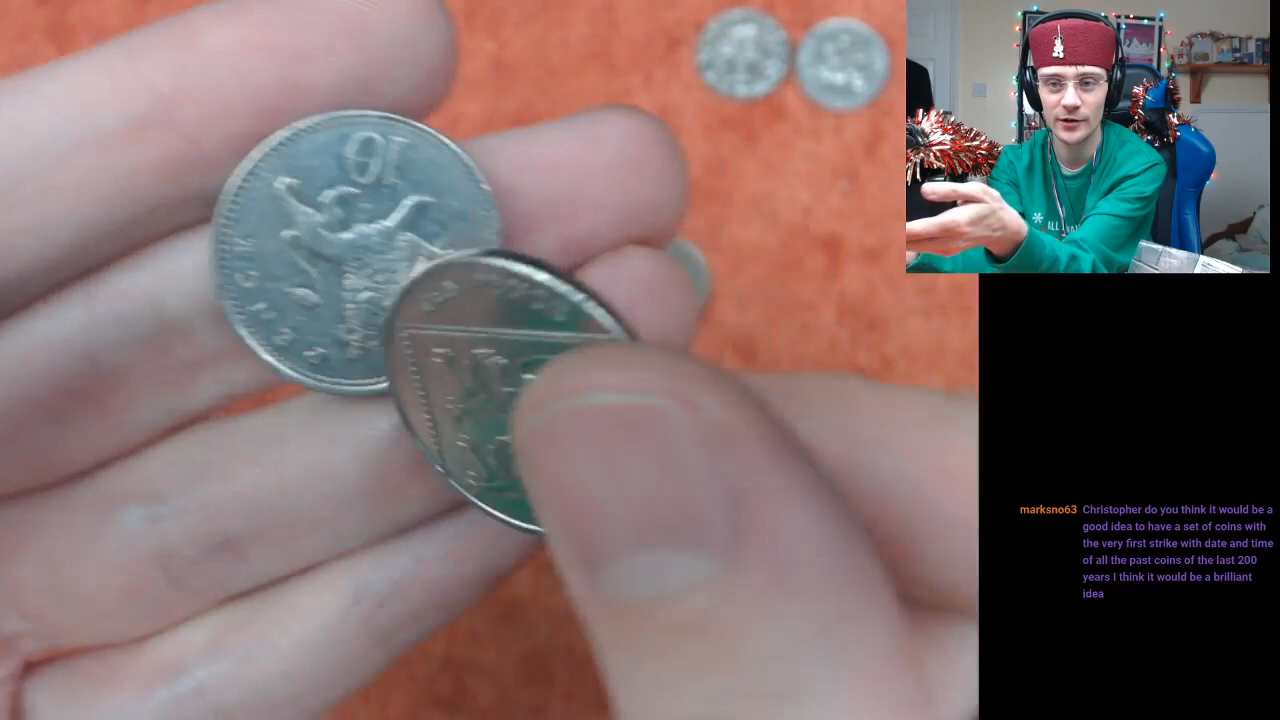 10
ALL
marksno63 Christopher do you think it would be a
good idea to have a set of coins with
the very first strike with date and time
of all the past coins of the last 200
years I think it would be a brilliant
idea